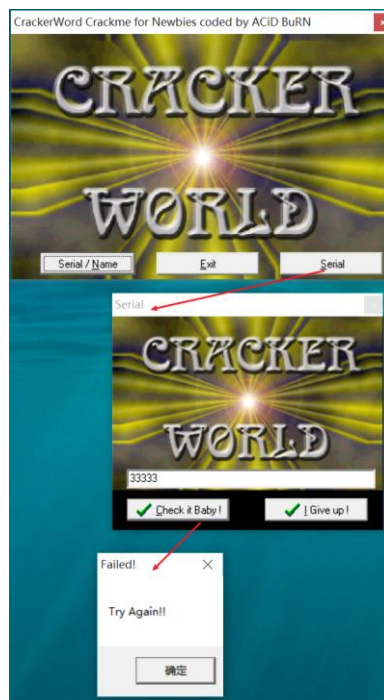 CrackerWord Crackme for Newbies coded by ACiD BuRN
CRACKER
WORLD
Serial / Name
Exit
Serial
Serial
CRACKER
WORLD
33333
Check it Baby !
I Give up !
Failed!
Try Again!!
确定